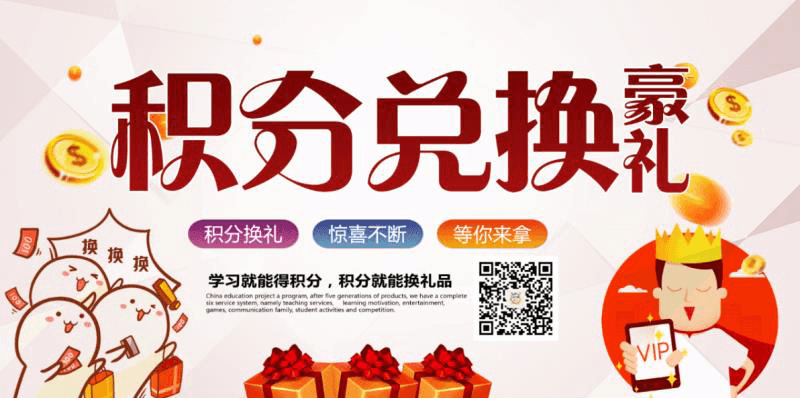 积分兑换豪礼
积分换礼 惊喜不断 等你来拿
换换换
学习就能得积分，积分就能换礼品
China education project a program, after five generations of products, we have a complete
six service system, namely teaching services, learning motivation, entertainment,
games, communication family, student activities and competition.
100
100
100
VIP